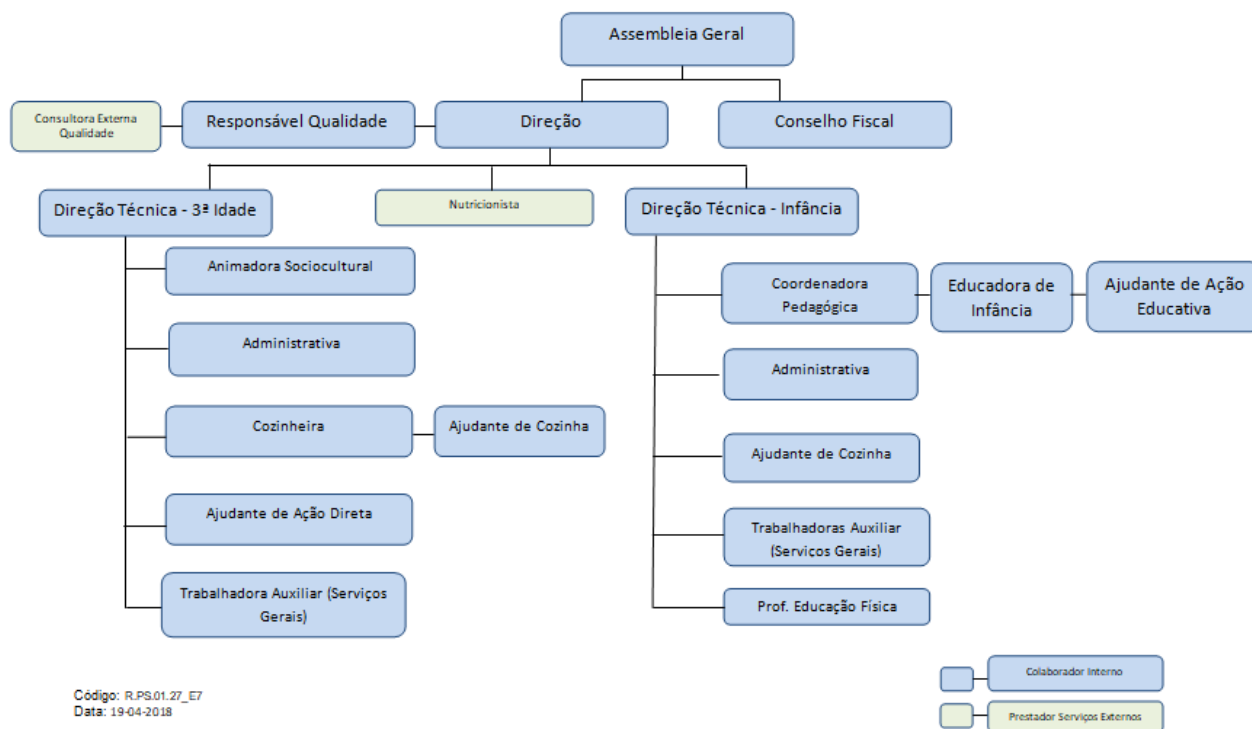 Assembleia Geral
Consultora Externa
Qualidade
Responsável Qualidade
Direção
Conselho Fiscal
Direção Técnica - 3ª Idade
Nutricionista
Direção Técnica - Infância
Animadora Sociocultural
Administrativa
Cozinheira
Ajudante de Cozinha
Ajudante de Ação Direta
Trabalhadora Auxiliar (Serviços
Gerais)
Coordenadora
Pedagógica
Educadora de
Infância
Ajudante de Ação
Educativa
Administrativa
Ajudante de Cozinha
Trabalhadoras Auxiliar
(Servicos Gerais)
Prof. Educação Física
Código: R.PS.01.27_E7
Data: 19-04-2018
Colaborador Interno
Prestador Serviços Externos